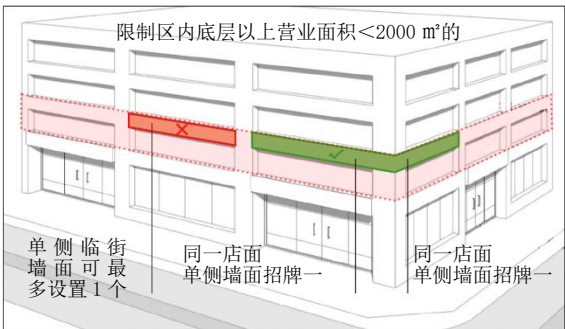 限制区内底层以上营业面积<2000 ㎡的
单侧临街
墙面可最
多设置1个
同一店面
单侧墙面招牌一
同一店面
单侧墙面招牌一